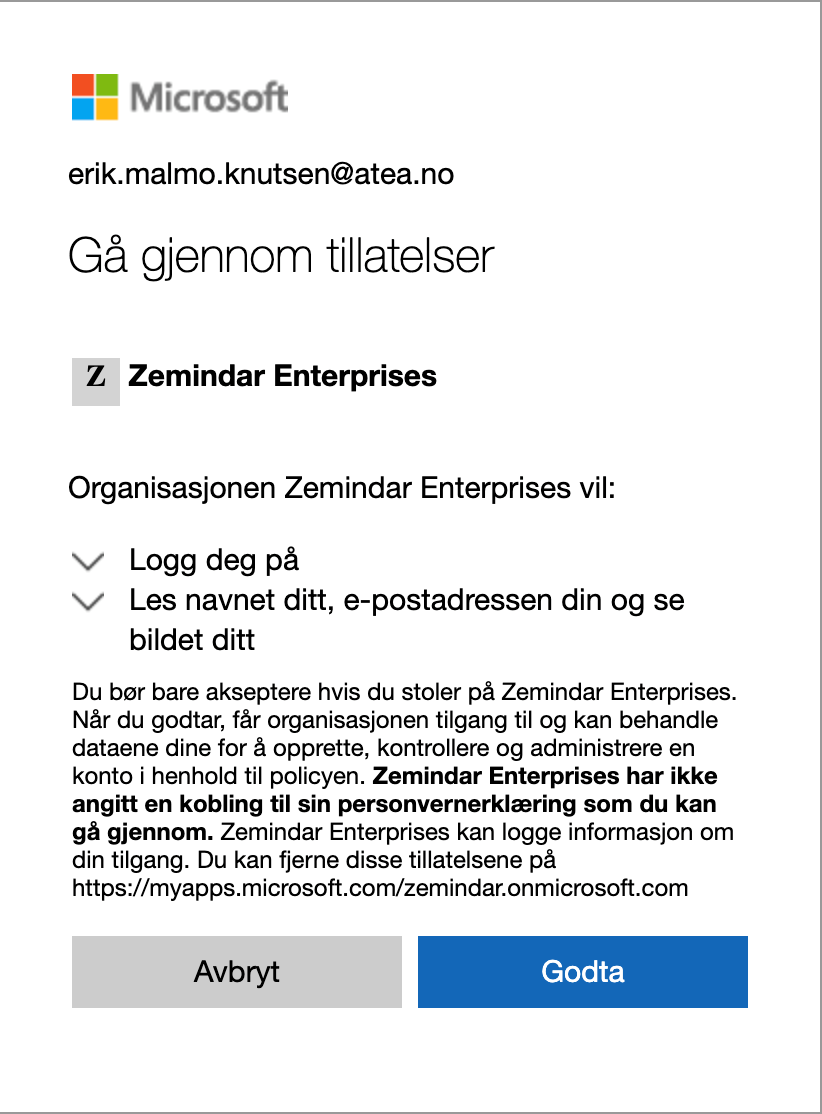 Microsoft
erik.malmo.knutsen@atea.no
Gå gjennom tillatelser
Z Zemindar Enterprises
Organisasjonen Zemindar Enterprises vil:
Logg deg på
Les navnet ditt, e-postadressen din og se
bildet ditt
Du bør bare akseptere hvis du stoler på Zemindar Enterprises.
Når du godtar, får organisasjonen tilgang til og kan behandle
dataene dine for å opprette, kontrollere og administrere en
konto i henhold til policyen. Zemindar Enterprises har ikke
angitt en kobling til sin personvernerklæring som du kan
gå gjennom. Zemindar Enterprises kan logge informasjon om
din tilgang. Du kan fjerne disse tillatelsene på
https://myapps.microsoft.com/zemindar.onmicrosoft.com
Avbryt Godta